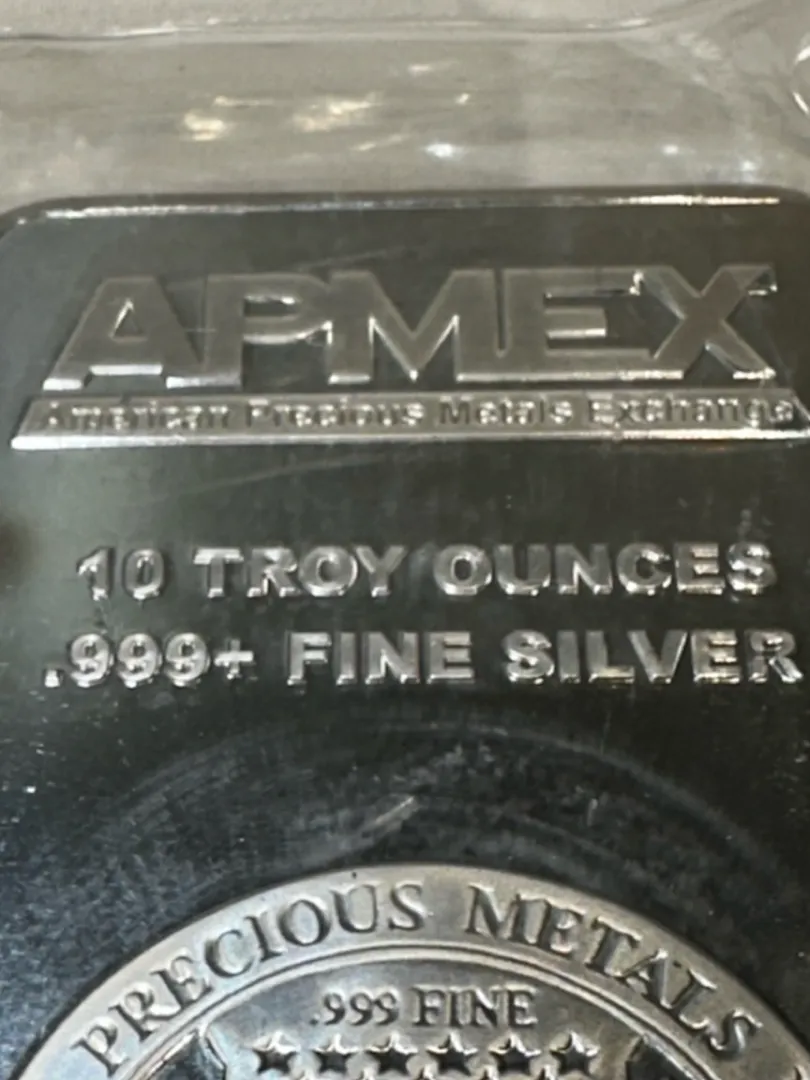 APMEX
American Precious Metals Exchange
10 TROY OUNCES
.999+ FINE SILVER
PRECIOUS METALS
.999 FINE